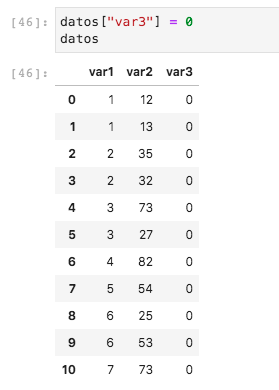 [46]: datos["var3"] = 0
datos
[46]: var1 var2 var3
0 1 12 0
1 1 13 0
2 2 35 0
3 2 32 0
4 3 73 0
5 3 27 0
6 4 82 0
7 5 54 0
8 6 25 0
9 6 53 0
10 7 73 0